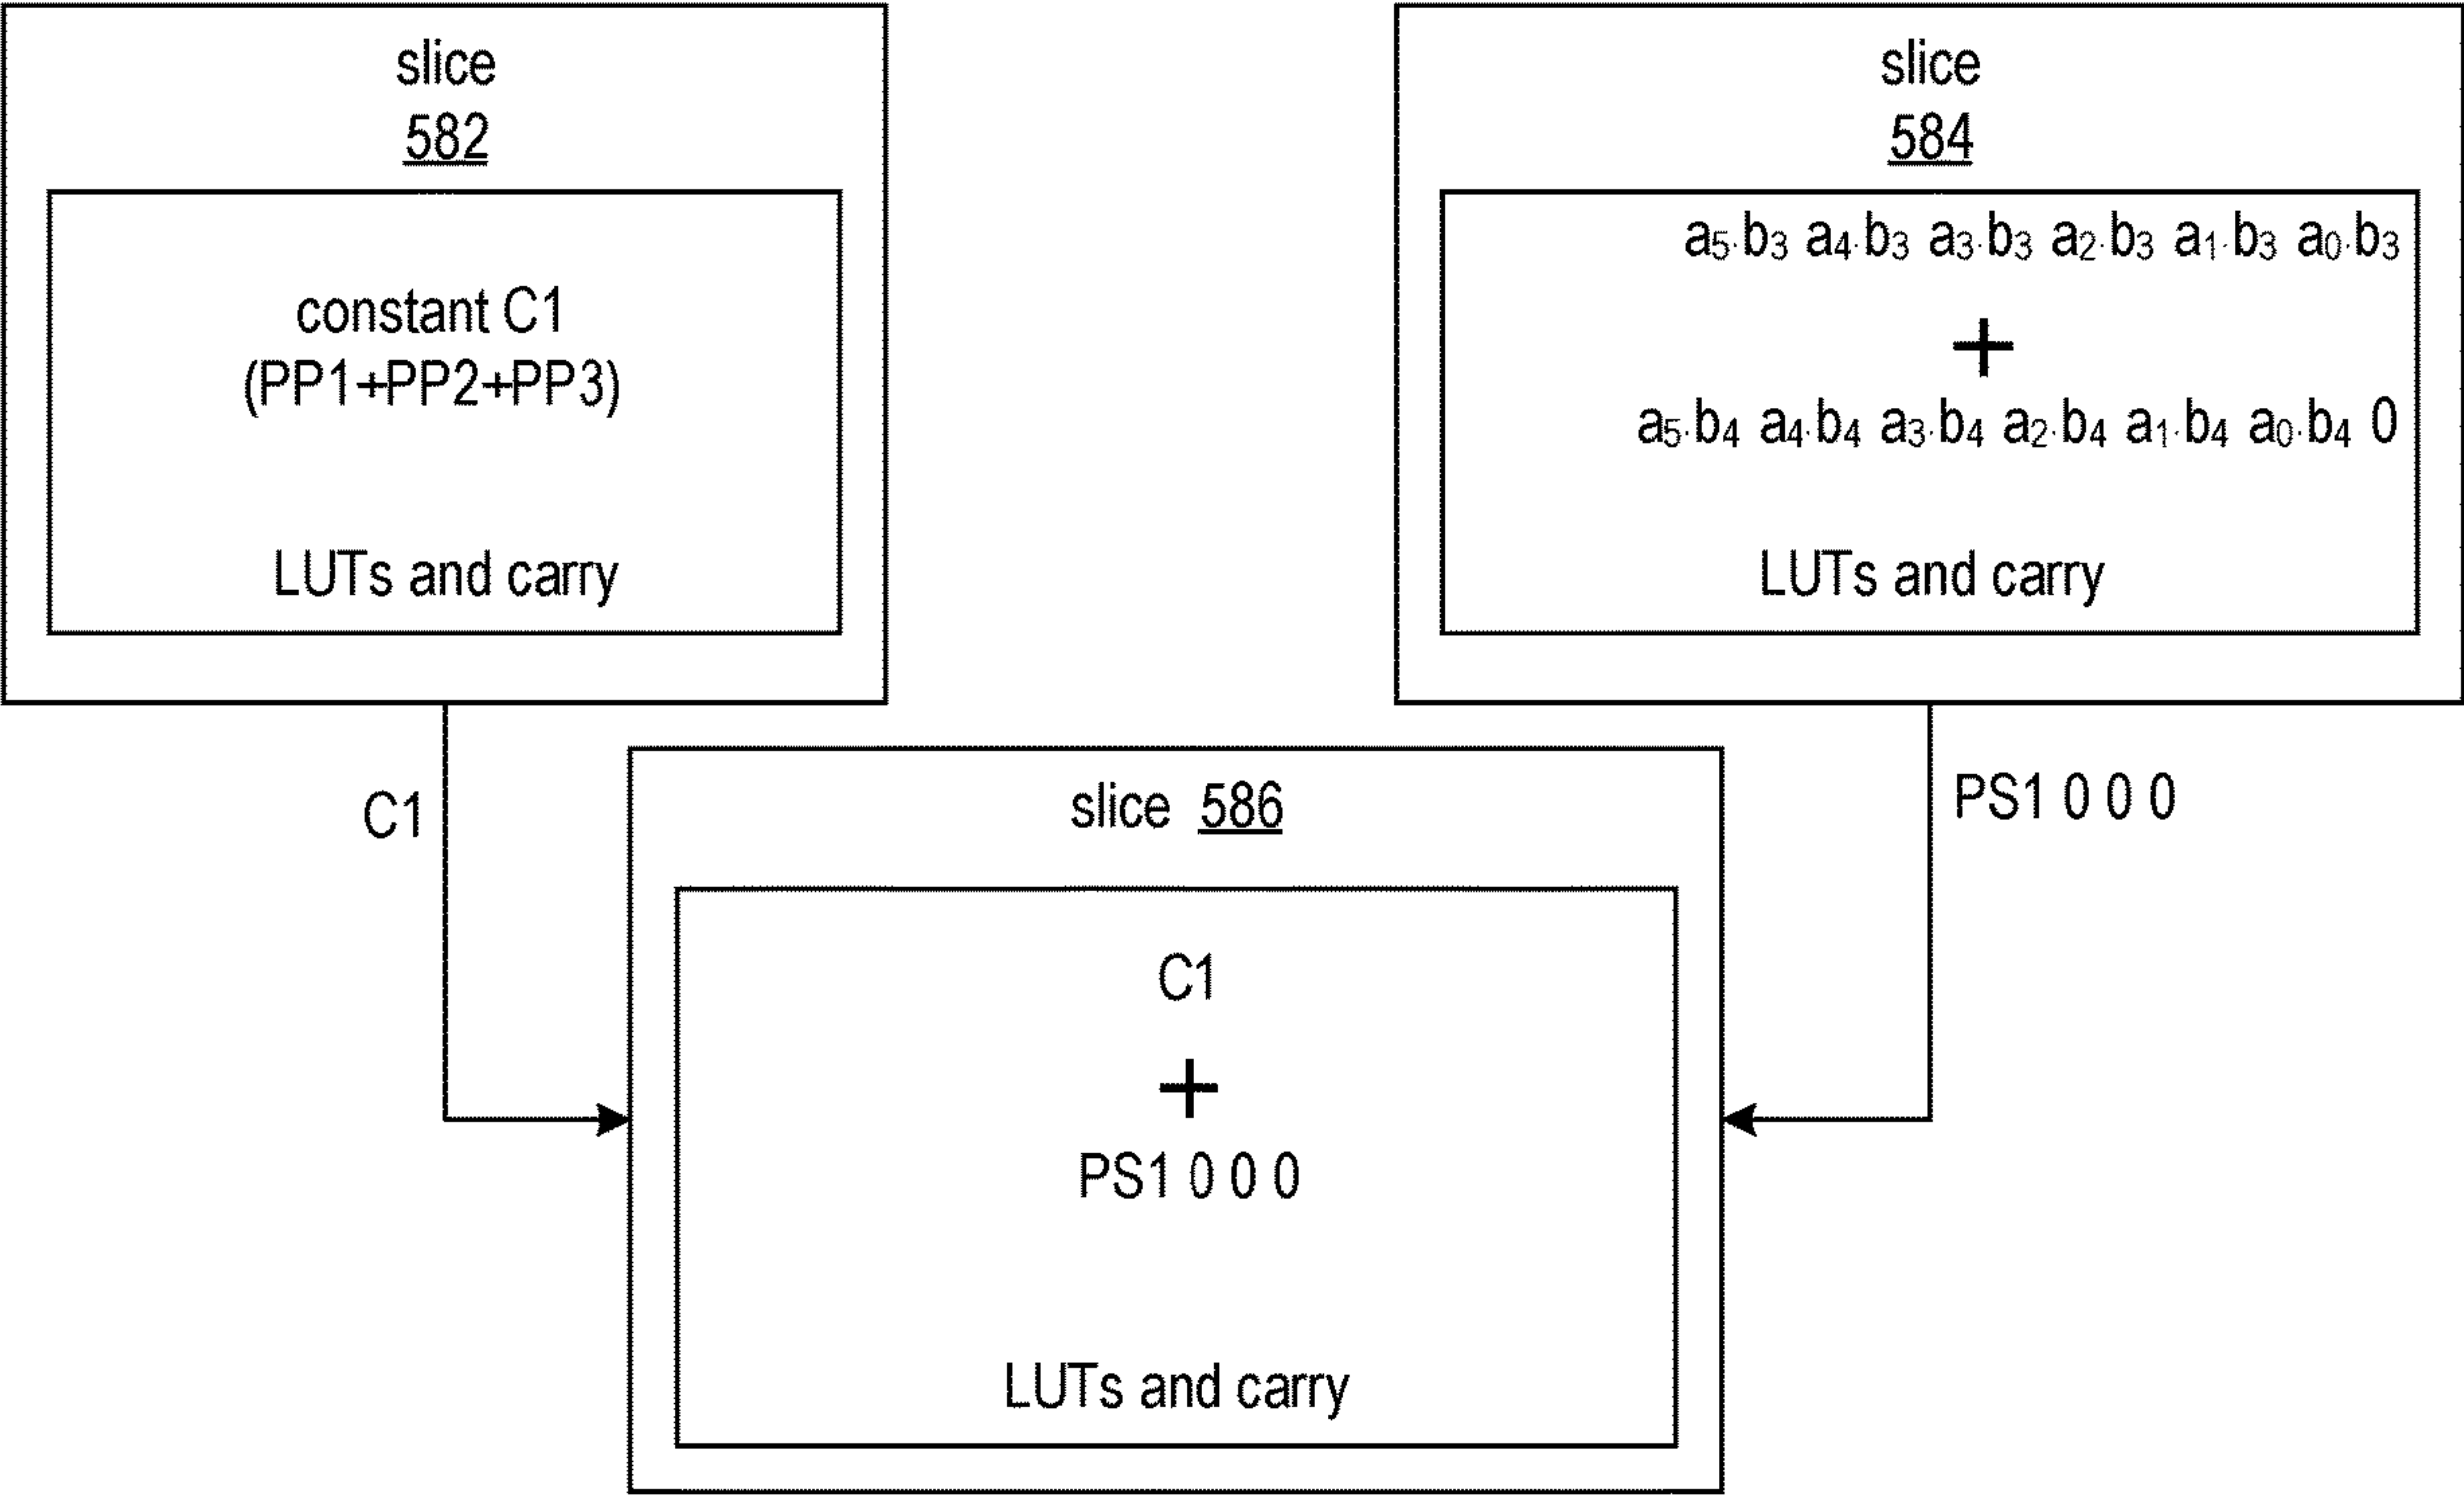 slice
582
constant C1
(PP1+PP2+PP3)
LUTs and carry
slice
584
a₅·b₃ a₄·b₃ a₃·b₃ a₂·b₃ a₁·b₃ a₀·b₃
+
a₅·b₄ a₄·b₄ a₃·b₄ a₂·b₄ a₁·b₄ a₀·b₄ 0
LUTs and carry
C1
PS1 0 0 0
slice 586
C1
+
PS1 0 0 0
LUTs and carry